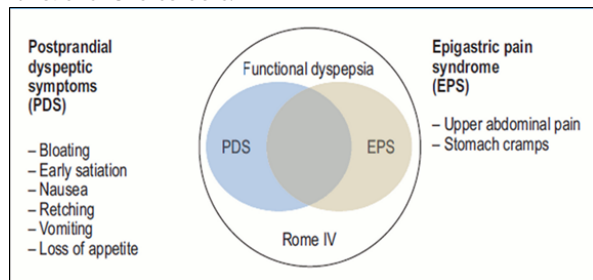 Postprandial
dyspeptic
symptoms
(PDS)
– Bloating
– Early satiation
– Nausea
– Retching
– Vomiting
– Loss of appetite
Functional dyspepsia
PDS
EPS
Rome IV
Epigastric pain
syndrome
(EPS)
– Upper abdominal pain
– Stomach cramps